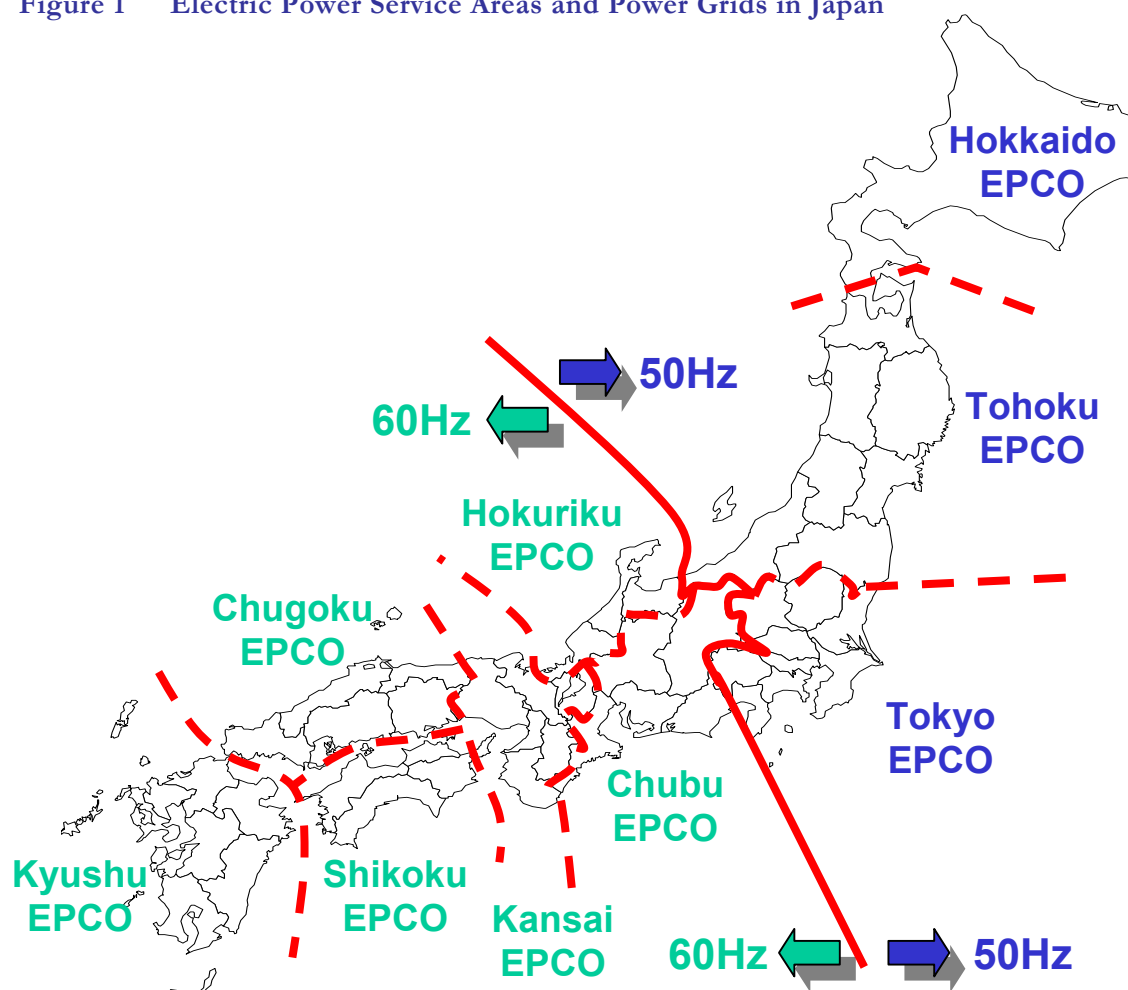 Figure 1 Electric Power Service Areas and Power Grids in Japan
Hokkaido
EPCO
50Hz
60Hz
Tohoku
EPCO
Hokuriku
EPCO
Chugoku
EPCO
Tokyo
EPCO
Chubu
EPCO
Kyushu
EPCO
Shikoku
EPCO
Kansai
EPCO
60Hz
50Hz